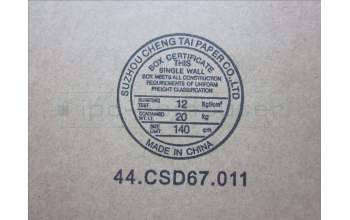 SUZHOU CHENG TAI PAPER CO.,LTD
BOX CERTIFICATE
THIS
SINGLE WALL
BOX MEETS ALL CONSTRUCTION
REQUIREMENTS OF UNIFORM
FREIGHT CLASSIFICATION
BURSTING TEST 12 Kgf/cm²
CONTAINED WT. LT. 20 kg
SIZE LIMIT 140 cm
MADE IN CHINA
44.CSD67.011